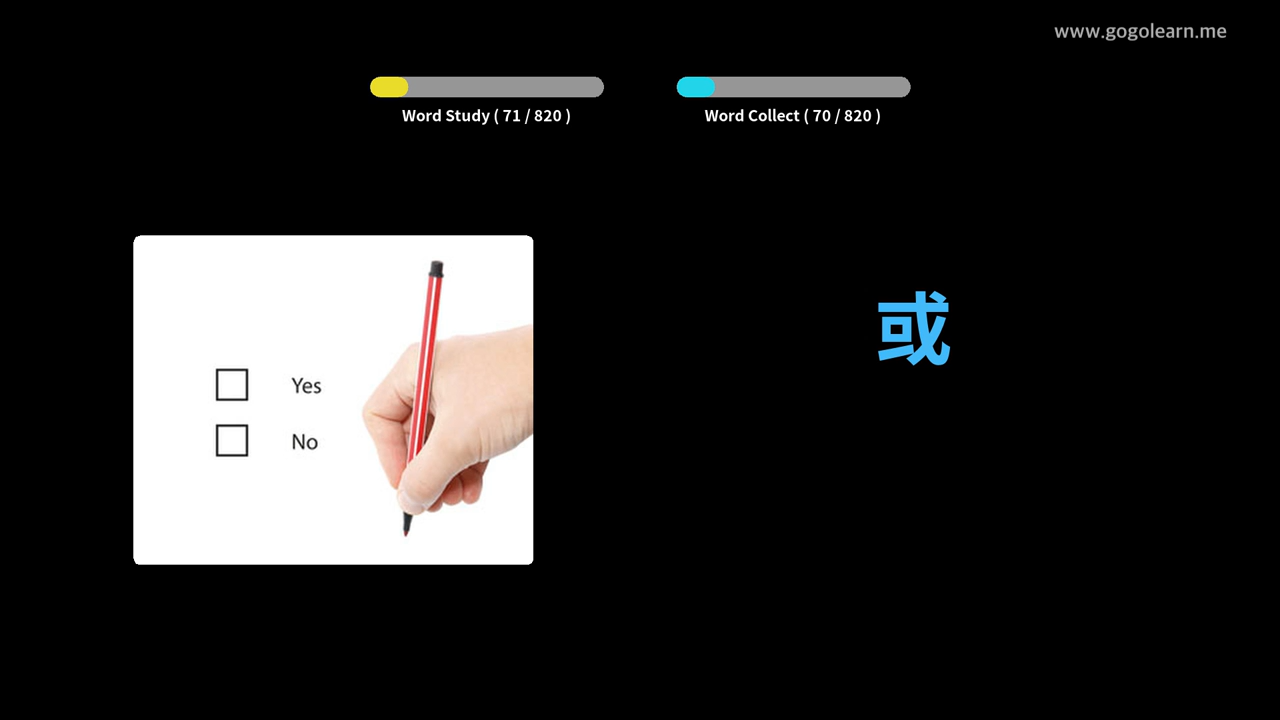 www.gogolearn.me
Word Study ( 71 / 820 )
Word Collect ( 70 / 820 )
或
Yes
No